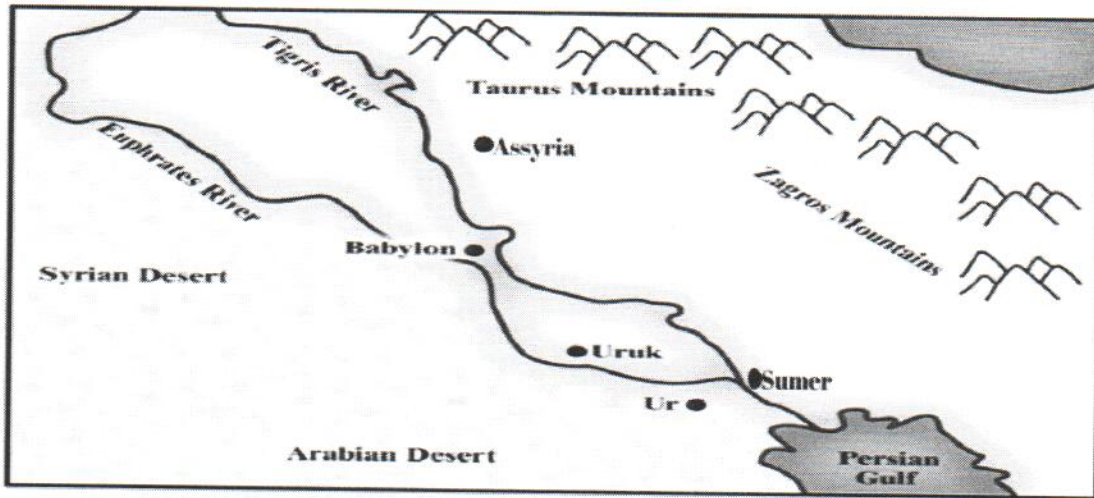 Tigris River
Taurus Mountains
Assyria
Euphrates River
Zagros Mountains
Babylon
Syrian Desert
Uruk
Sumer
Ur
Arabian Desert
Persian
Gulf